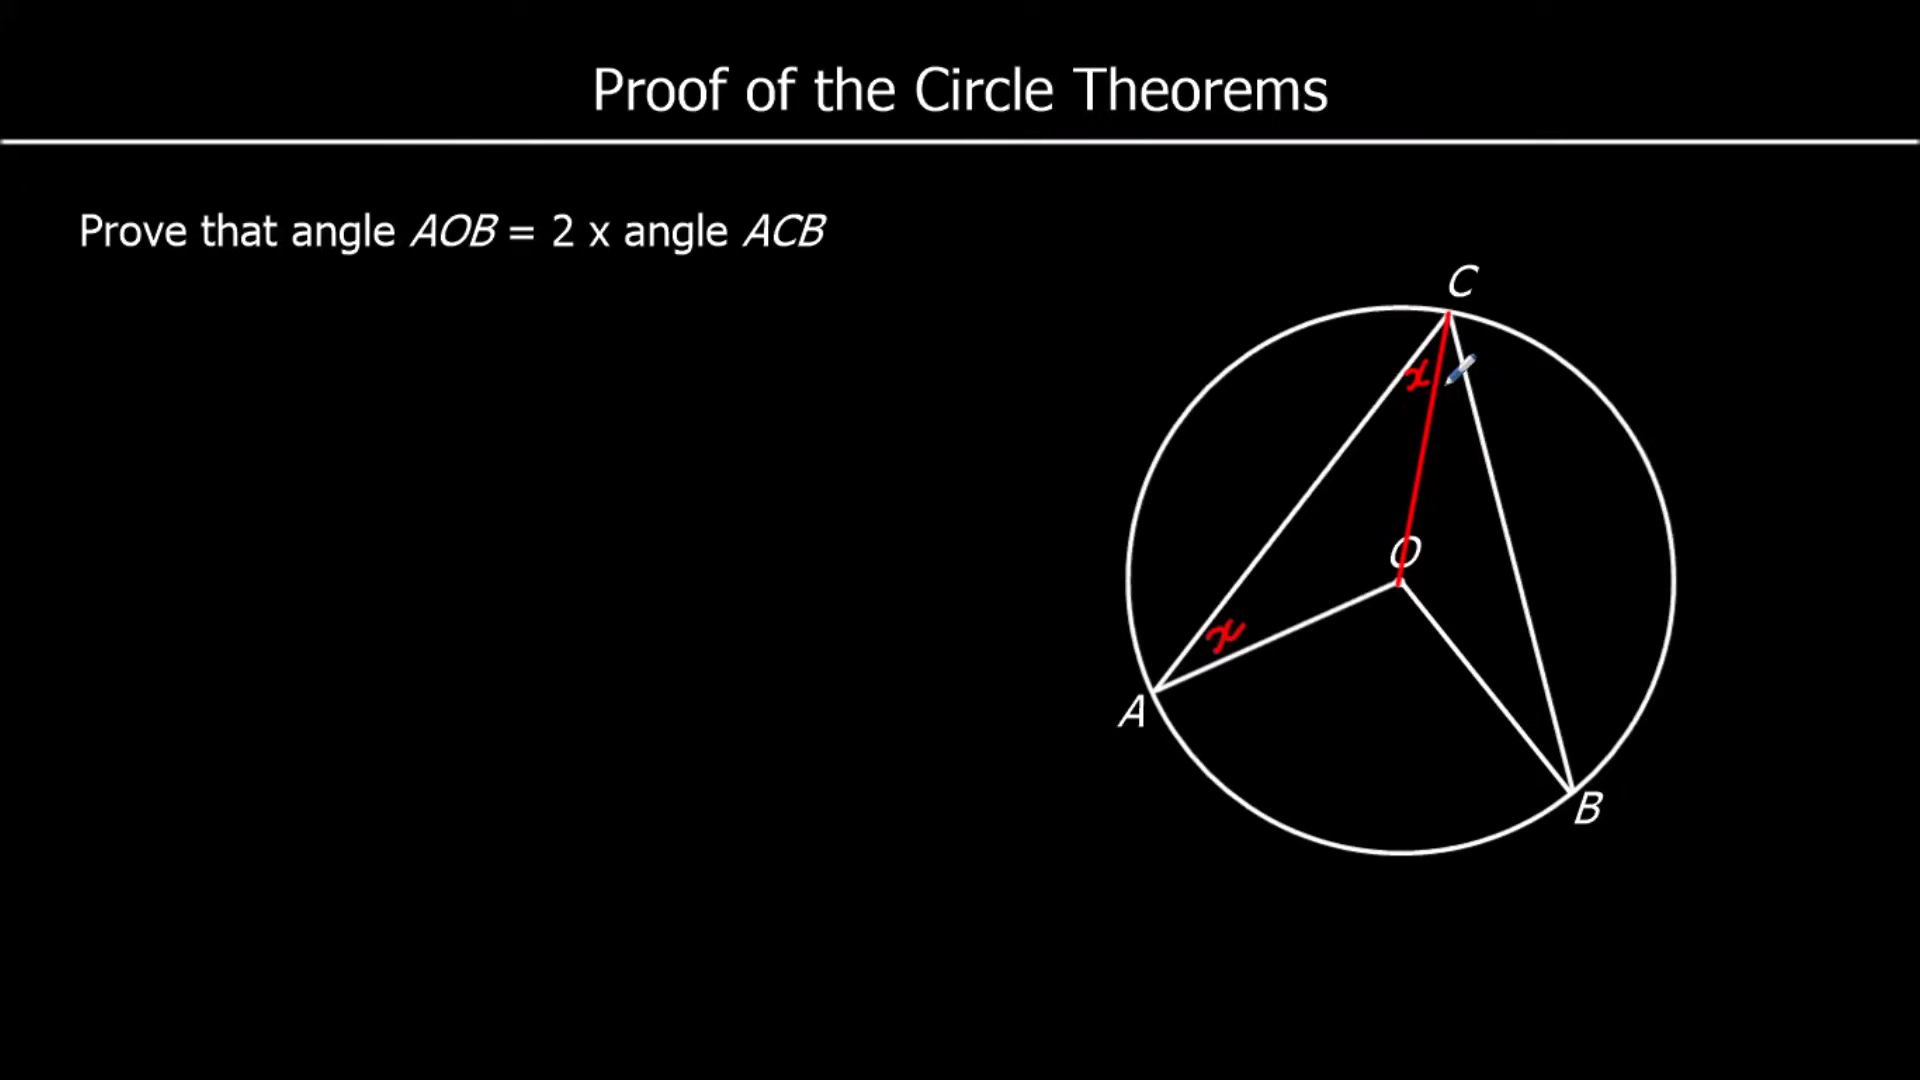 Proof of the Circle Theorems
Prove that angle AOB = 2 x angle ACB
C
x
O
x
A
B